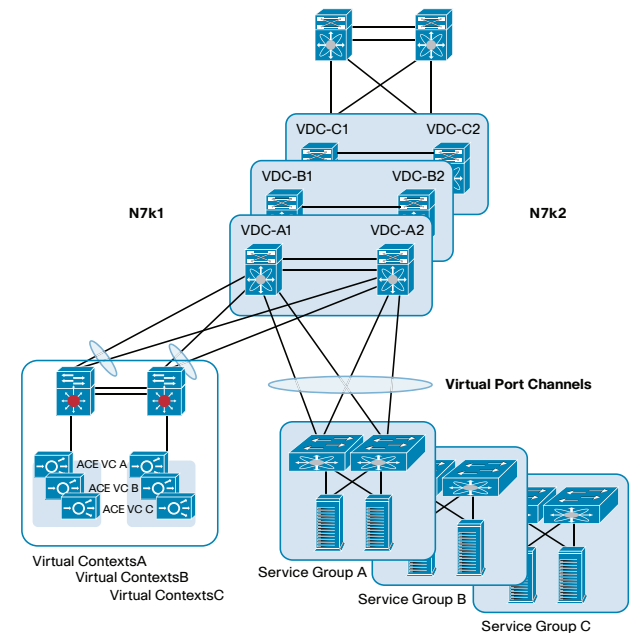 VDC-C1
VDC-C2
VDC-B1
VDC-B2
N7k1
N7k2
VDC-A1
VDC-A2
Virtual Port Channels
ACE VC A
ACE VC B
ACE VC C
Virtual ContextsA
Virtual ContextsB
Virtual ContextsC
Service Group A
Service Group B
Service Group C